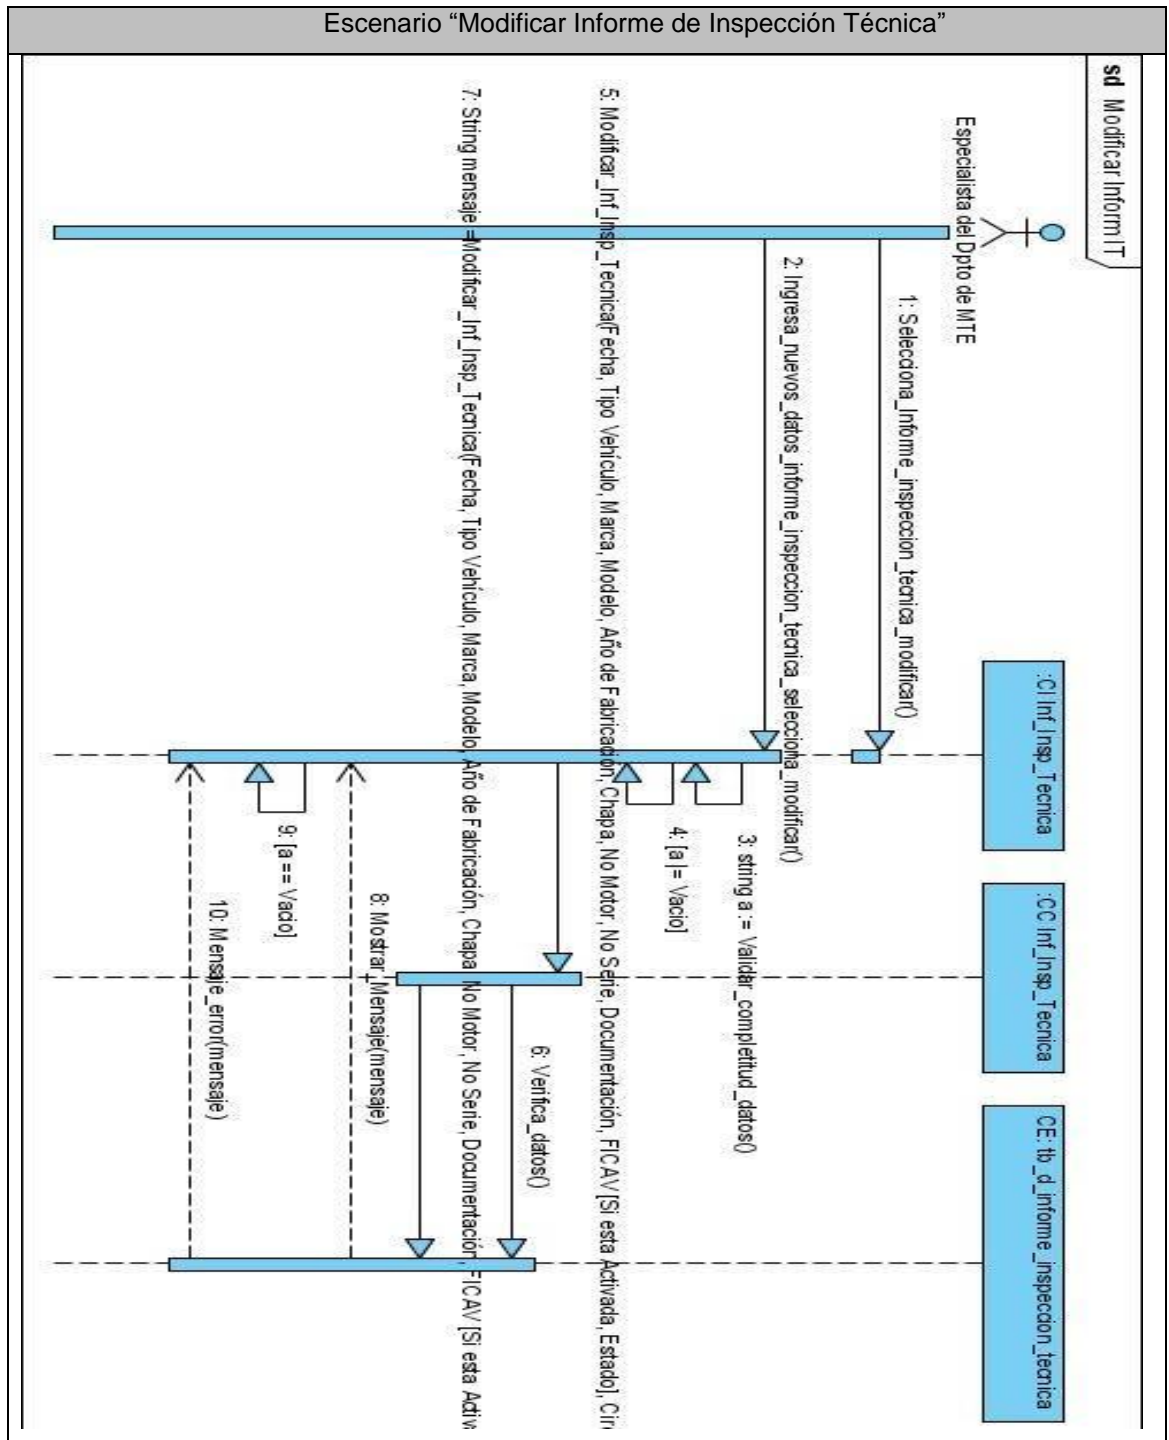 Escenario “Modificar Informe de Inspección Técnica”
sd Modificar Inform IT
Especialista del Dpto de MTE
:CI Inf_Insp_Tecnica
:CC Inf_Insp_Tecnica
CE: tb_d_informe_inspeccion_tecnica
1: Selecciona_Informe_inspeccion_tecnica_modificar()
2: Ingresa_nuevos_datos_informe_inspeccion_tecnica_selecciona_modificar()
3: string a := Validar_completitud_datos()
4: [a |= Vacio]
5: Modificar_Inf_Insp_Tecnica(Fecha, Tipo Vehículo, Marca, Modelo, Año de Fabricación, Chapa, No Motor, No Serie, Documentación, FICAV [Si esta Activada, Estado], Circ
6: Verifica_datos()
7: String mensaje =Modificar_Inf_Insp_Tecnica(Fecha, Tipo Vehículo, Marca, Modelo, Año de Fabricación, Chapa, No Motor, No Serie, Documentación, FICAV [Si esta Activ
8: Mostrar_Mensaje(mensaje)
9: [a == Vacio]
10: Mensaje_error(mensaje)